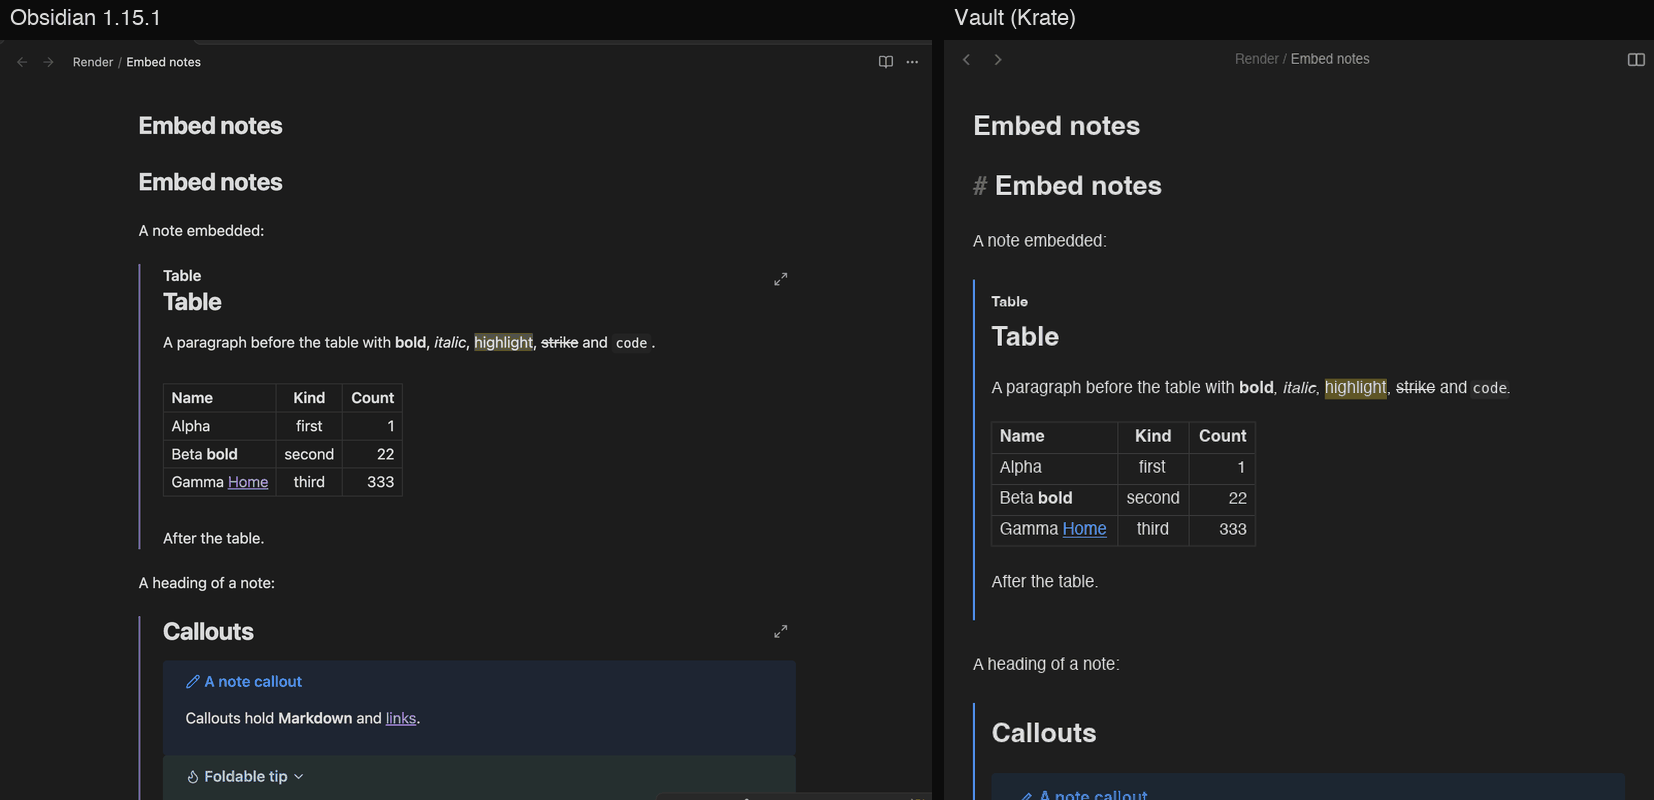 Obsidian 1.15.1
Render / Embed notes
Embed notes
Embed notes
A note embedded:
Table
Table
A paragraph before the table with bold, italic, highlight, strike and code.
Name Kind Count
Alpha first 1
Beta bold second 22
Gamma Home third 333
After the table.
A heading of a note:
Callouts
A note callout
Callouts hold Markdown and links.
Foldable tip
Vault (Krate)
Render / Embed notes
Embed notes
# Embed notes
A note embedded:
Table
Table
A paragraph before the table with bold, italic, highlight, strike and code.
Name Kind Count
Alpha first 1
Beta bold second 22
Gamma Home third 333
After the table.
A heading of a note:
Callouts
A note callout